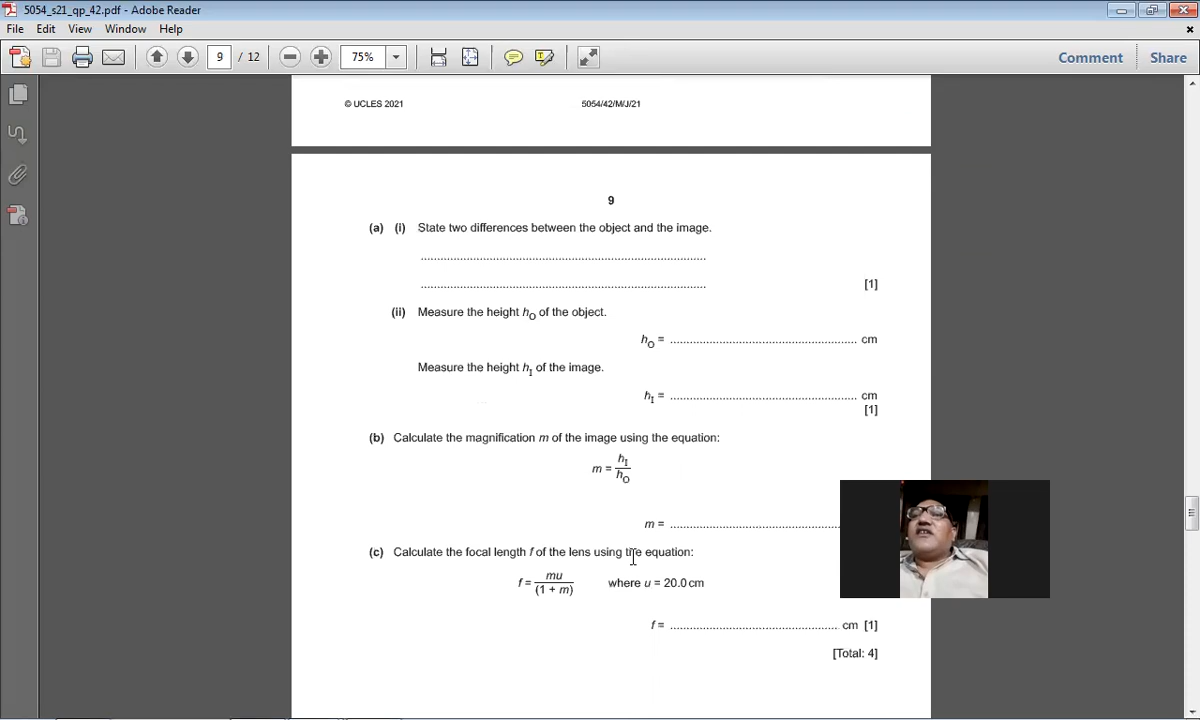 5054_s21_qp_42.pdf - Adobe Reader
File Edit View Window Help
9 / 12 75% Comment Share
© UCLES 2021 5054/42/M/J/21
9
(a) (i) State two differences between the object and the image.
..........................................................................................
.......................................................................................... [1]
(ii) Measure the height hO of the object.
hO = ........................................................... cm
Measure the height hI of the image.
hI = ........................................................... cm
[1]
(b) Calculate the magnification m of the image using the equation:
m = hI / hO
m = .....................................................
(c) Calculate the focal length f of the lens using the equation:
f = mu / (1 + m) where u = 20.0 cm
f = ..................................................... cm [1]
[Total: 4]